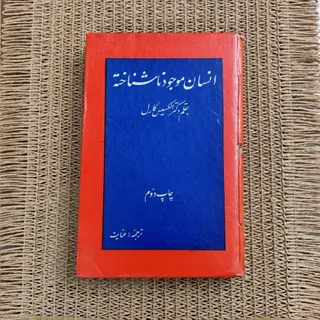 انسان موجود ناشناخته
بقلم دکتر الکسیس کارل
چاپ دوم
ترجمه: عنایت